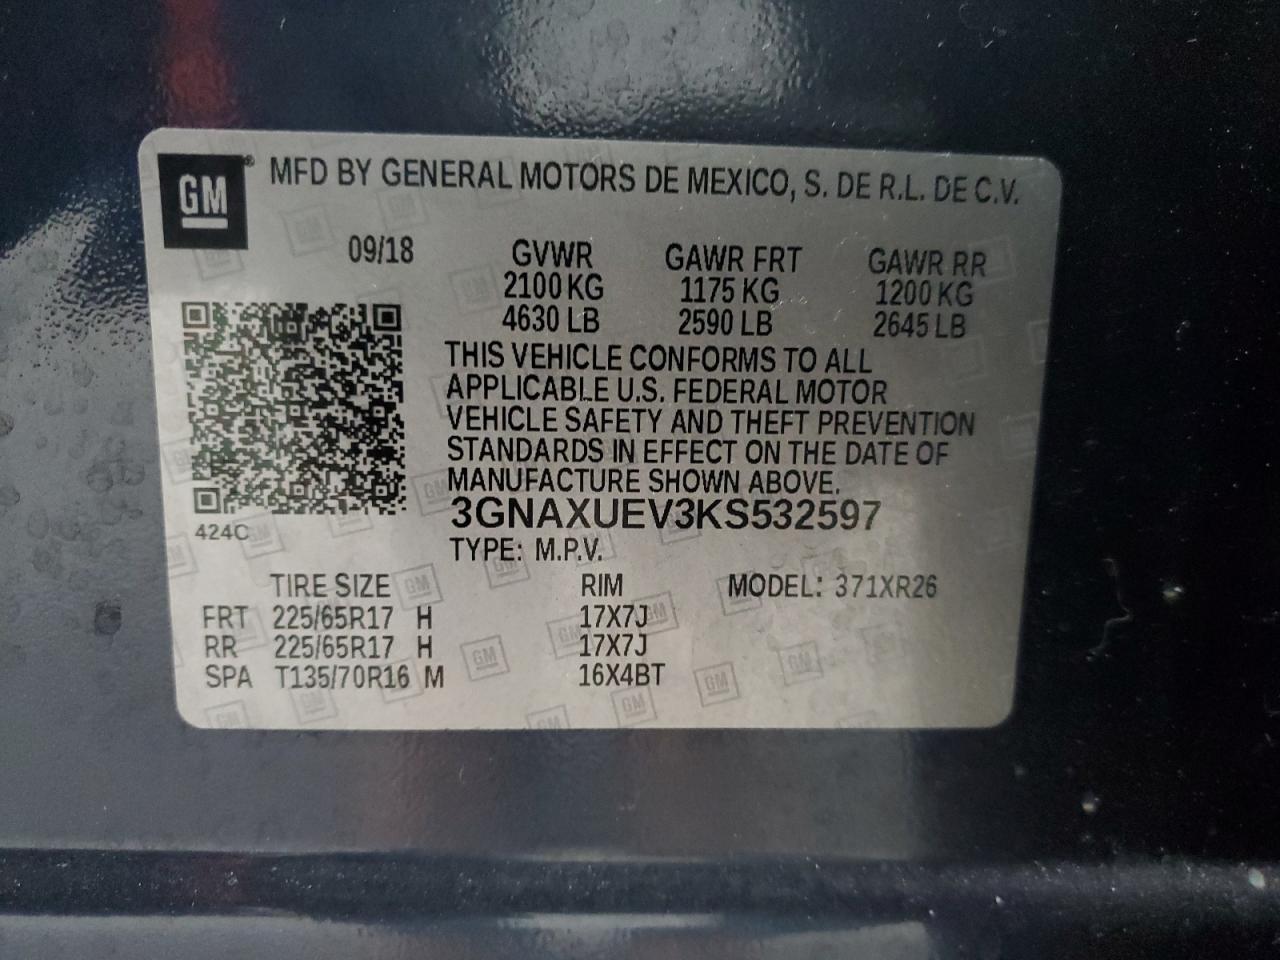 GM® MFD BY GENERAL MOTORS DE MEXICO, S. DE R.L. DE C.V.
09/18 GVWR GAWR FRT GAWR RR
2100 KG 1175 KG 1200 KG
4630 LB 2590 LB 2645 LB
THIS VEHICLE CONFORMS TO ALL
APPLICABLE U.S. FEDERAL MOTOR
VEHICLE SAFETY AND THEFT PREVENTION
STANDARDS IN EFFECT ON THE DATE OF
MANUFACTURE SHOWN ABOVE.
424C 3GNAXUEV3KS532597
TYPE: M.P.V.
TIRE SIZE RIM MODEL: 371XR26
FRT 225/65R17 H 17X7J
RR 225/65R17 H 17X7J
SPA T135/70R16 M 16X4BT